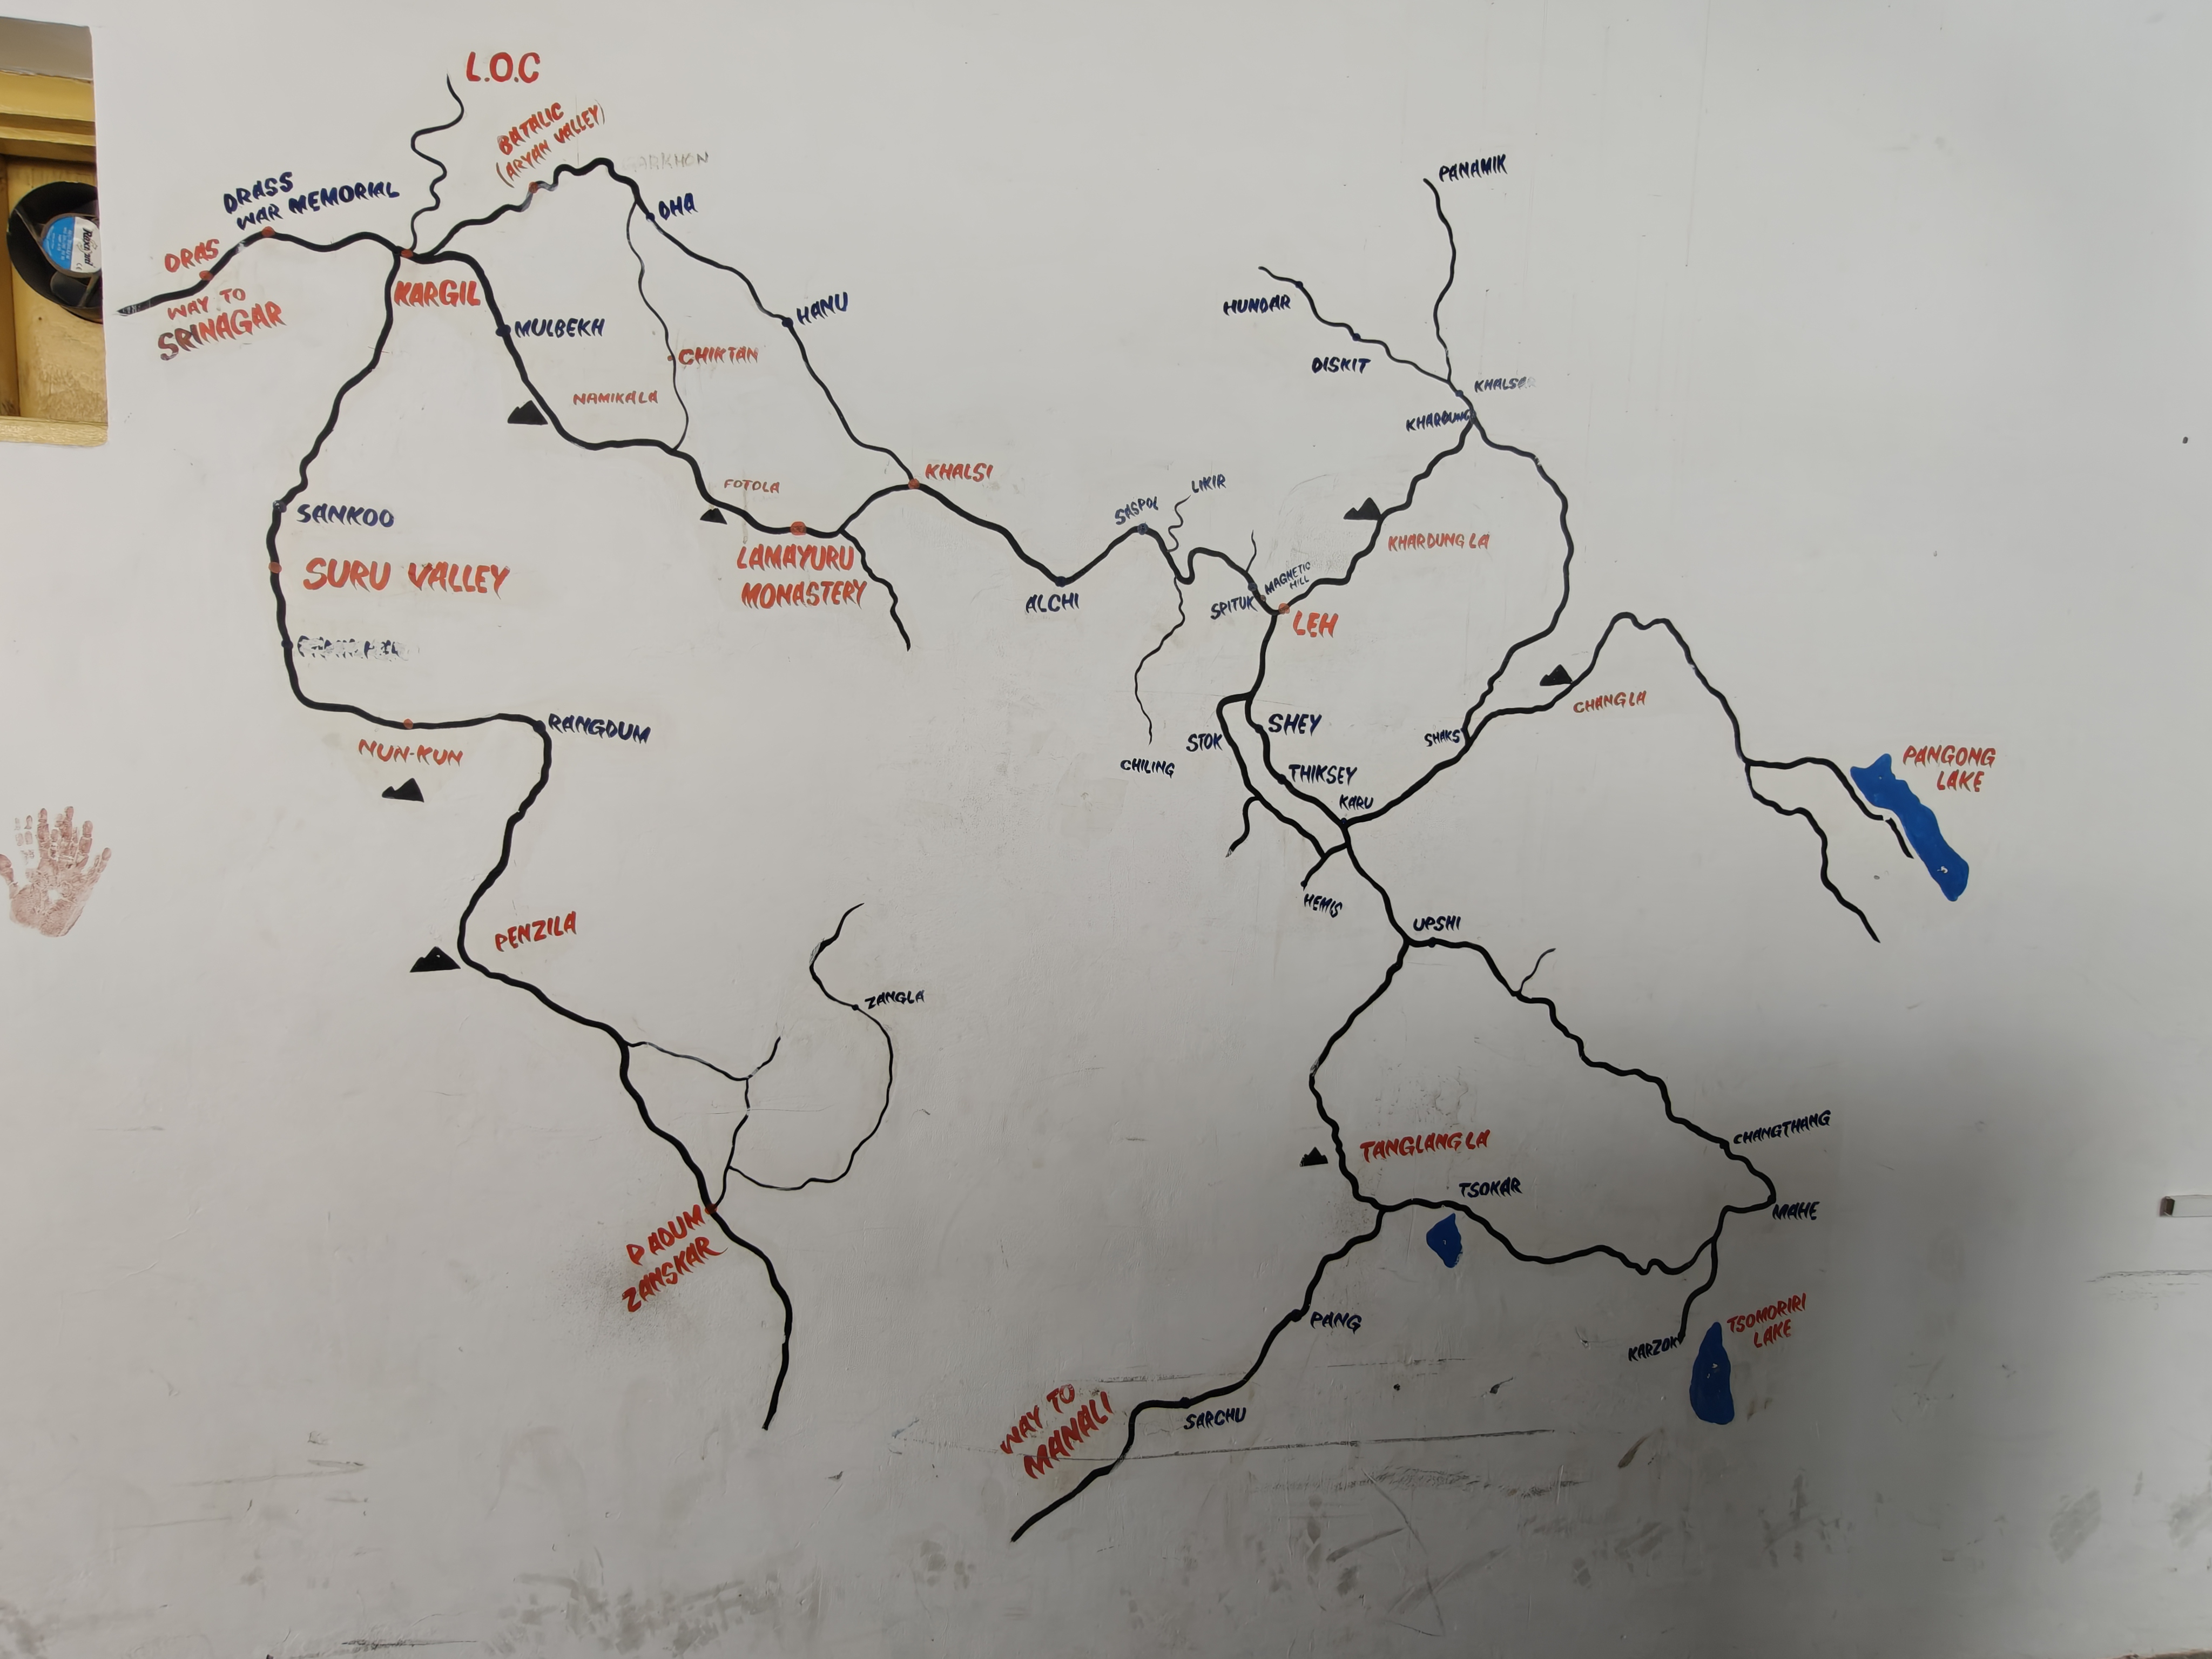 L.O.C
BATALIC
(ARYAN VALLEY)
GARKHON
DRASS
WAR MEMORIAL
DHA
PANAMIK
DRAS
WAY TO
SRINAGAR
KARGIL
MULBEKH
HANU
HUNDAR
CHIKTAN
DISKIT
NAMIKALA
KHARDUNG
KHALSI
FOTOLA
LIKIR
SASPOL
SANKOO
KHARDUNG LA
LAMAYURU
MONASTERY
SURU VALLEY
MAGNETIC
HILL
ALCHI
SPITUK
LEH
CHANGLA
RANGDUM
SHEY
STOK
SHAKS
NUN-KUN
PANGONG
LAKE
CHILING
THIKSEY
KARU
HEMIS
PENZILA
UPSHI
ZANGLA
CHANGTHANG
TANGLANG LA
TSOKAR
MAHE
PADUM
ZANSKAR
PANG
TSOMORIRI
LAKE
KARZOK
WAY TO
MANALI
SARCHU